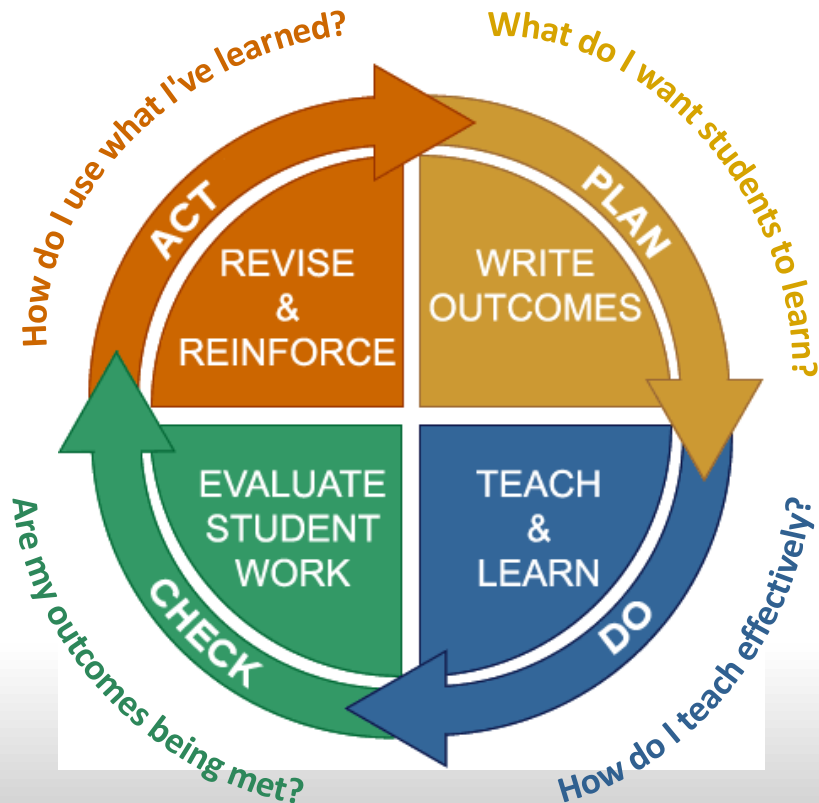 How do I use what I've learned?
What do I want students to learn?
ACT
PLAN
REVISE
&
REINFORCE
WRITE
OUTCOMES
EVALUATE
STUDENT
WORK
TEACH
&
LEARN
CHECK
DO
Are my outcomes being met?
How do I teach effectively?